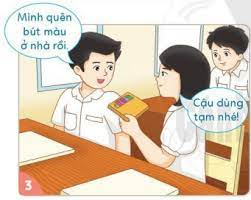 Mình quên
bút màu
ở nhà rồi.
Cậu dùng
tạm nhé!
3